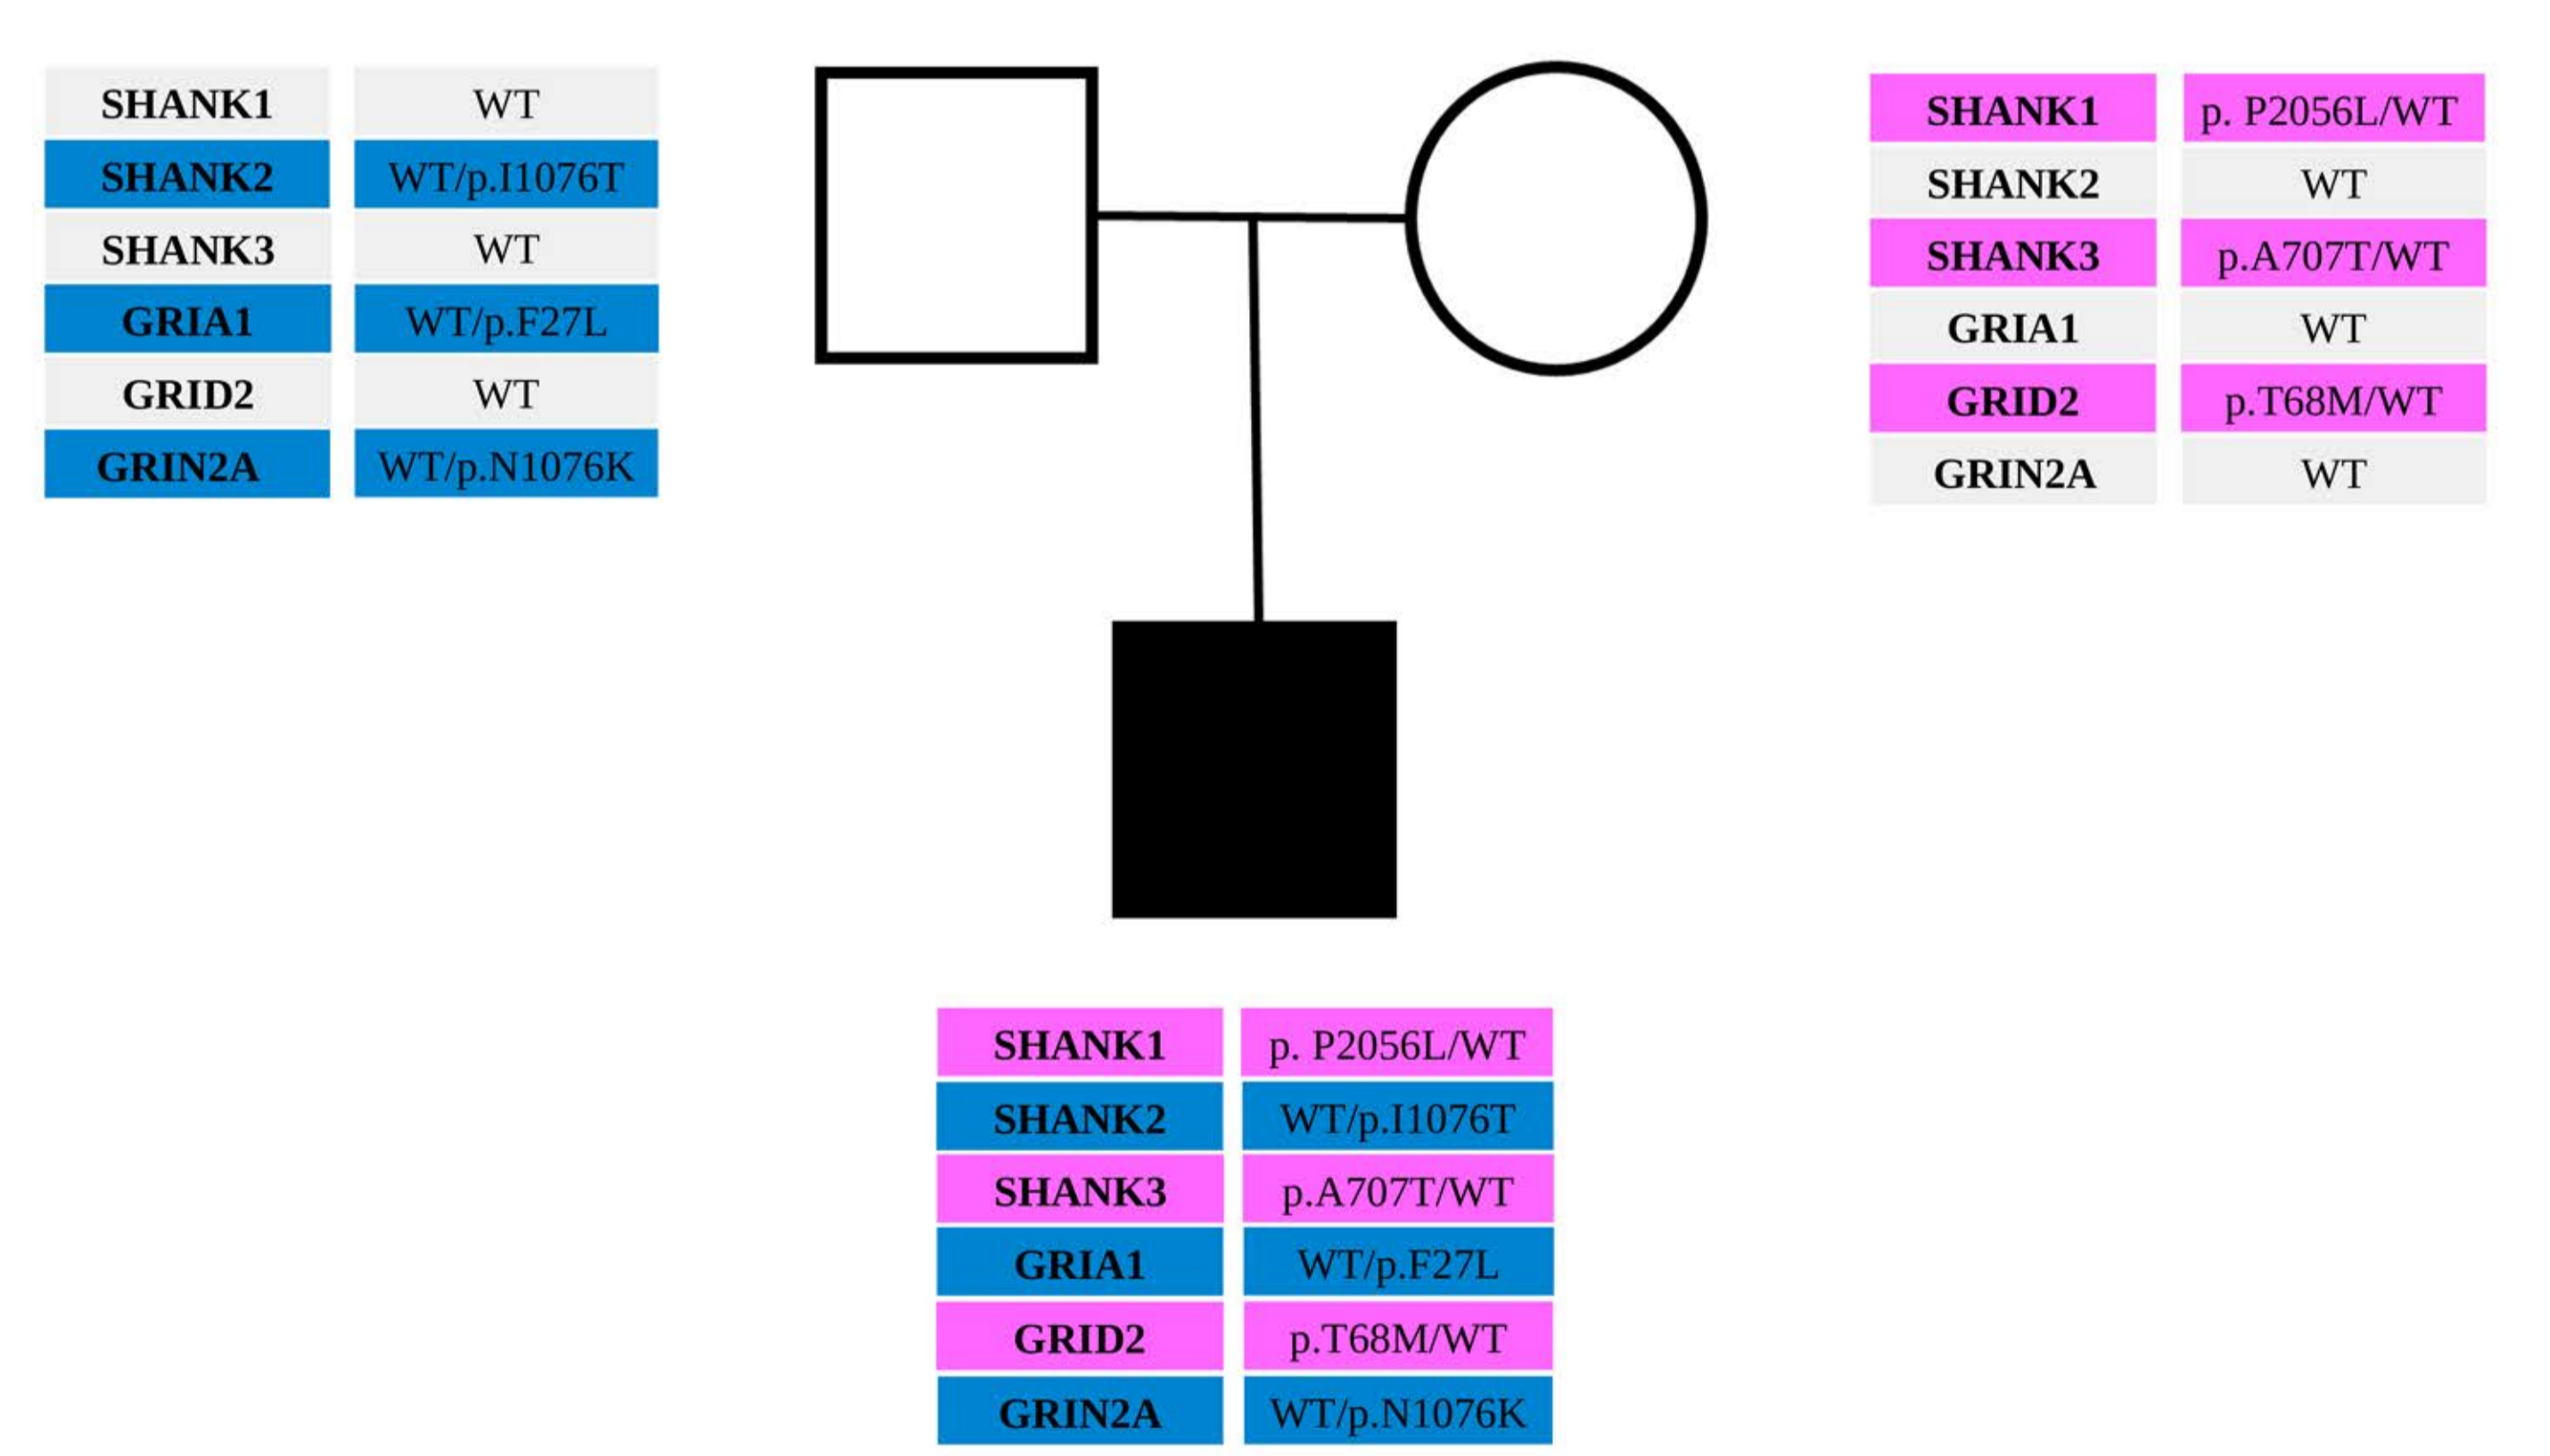 SHANK1 WT
SHANK2 WT/p.I1076T
SHANK3 WT
GRIA1 WT/p.F27L
GRID2 WT
GRIN2A WT/p.N1076K
SHANK1 p. P2056L/WT
SHANK2 WT
SHANK3 p.A707T/WT
GRIA1 WT
GRID2 p.T68M/WT
GRIN2A WT
SHANK1 p. P2056L/WT
SHANK2 WT/p.I1076T
SHANK3 p.A707T/WT
GRIA1 WT/p.F27L
GRID2 p.T68M/WT
GRIN2A WT/p.N1076K